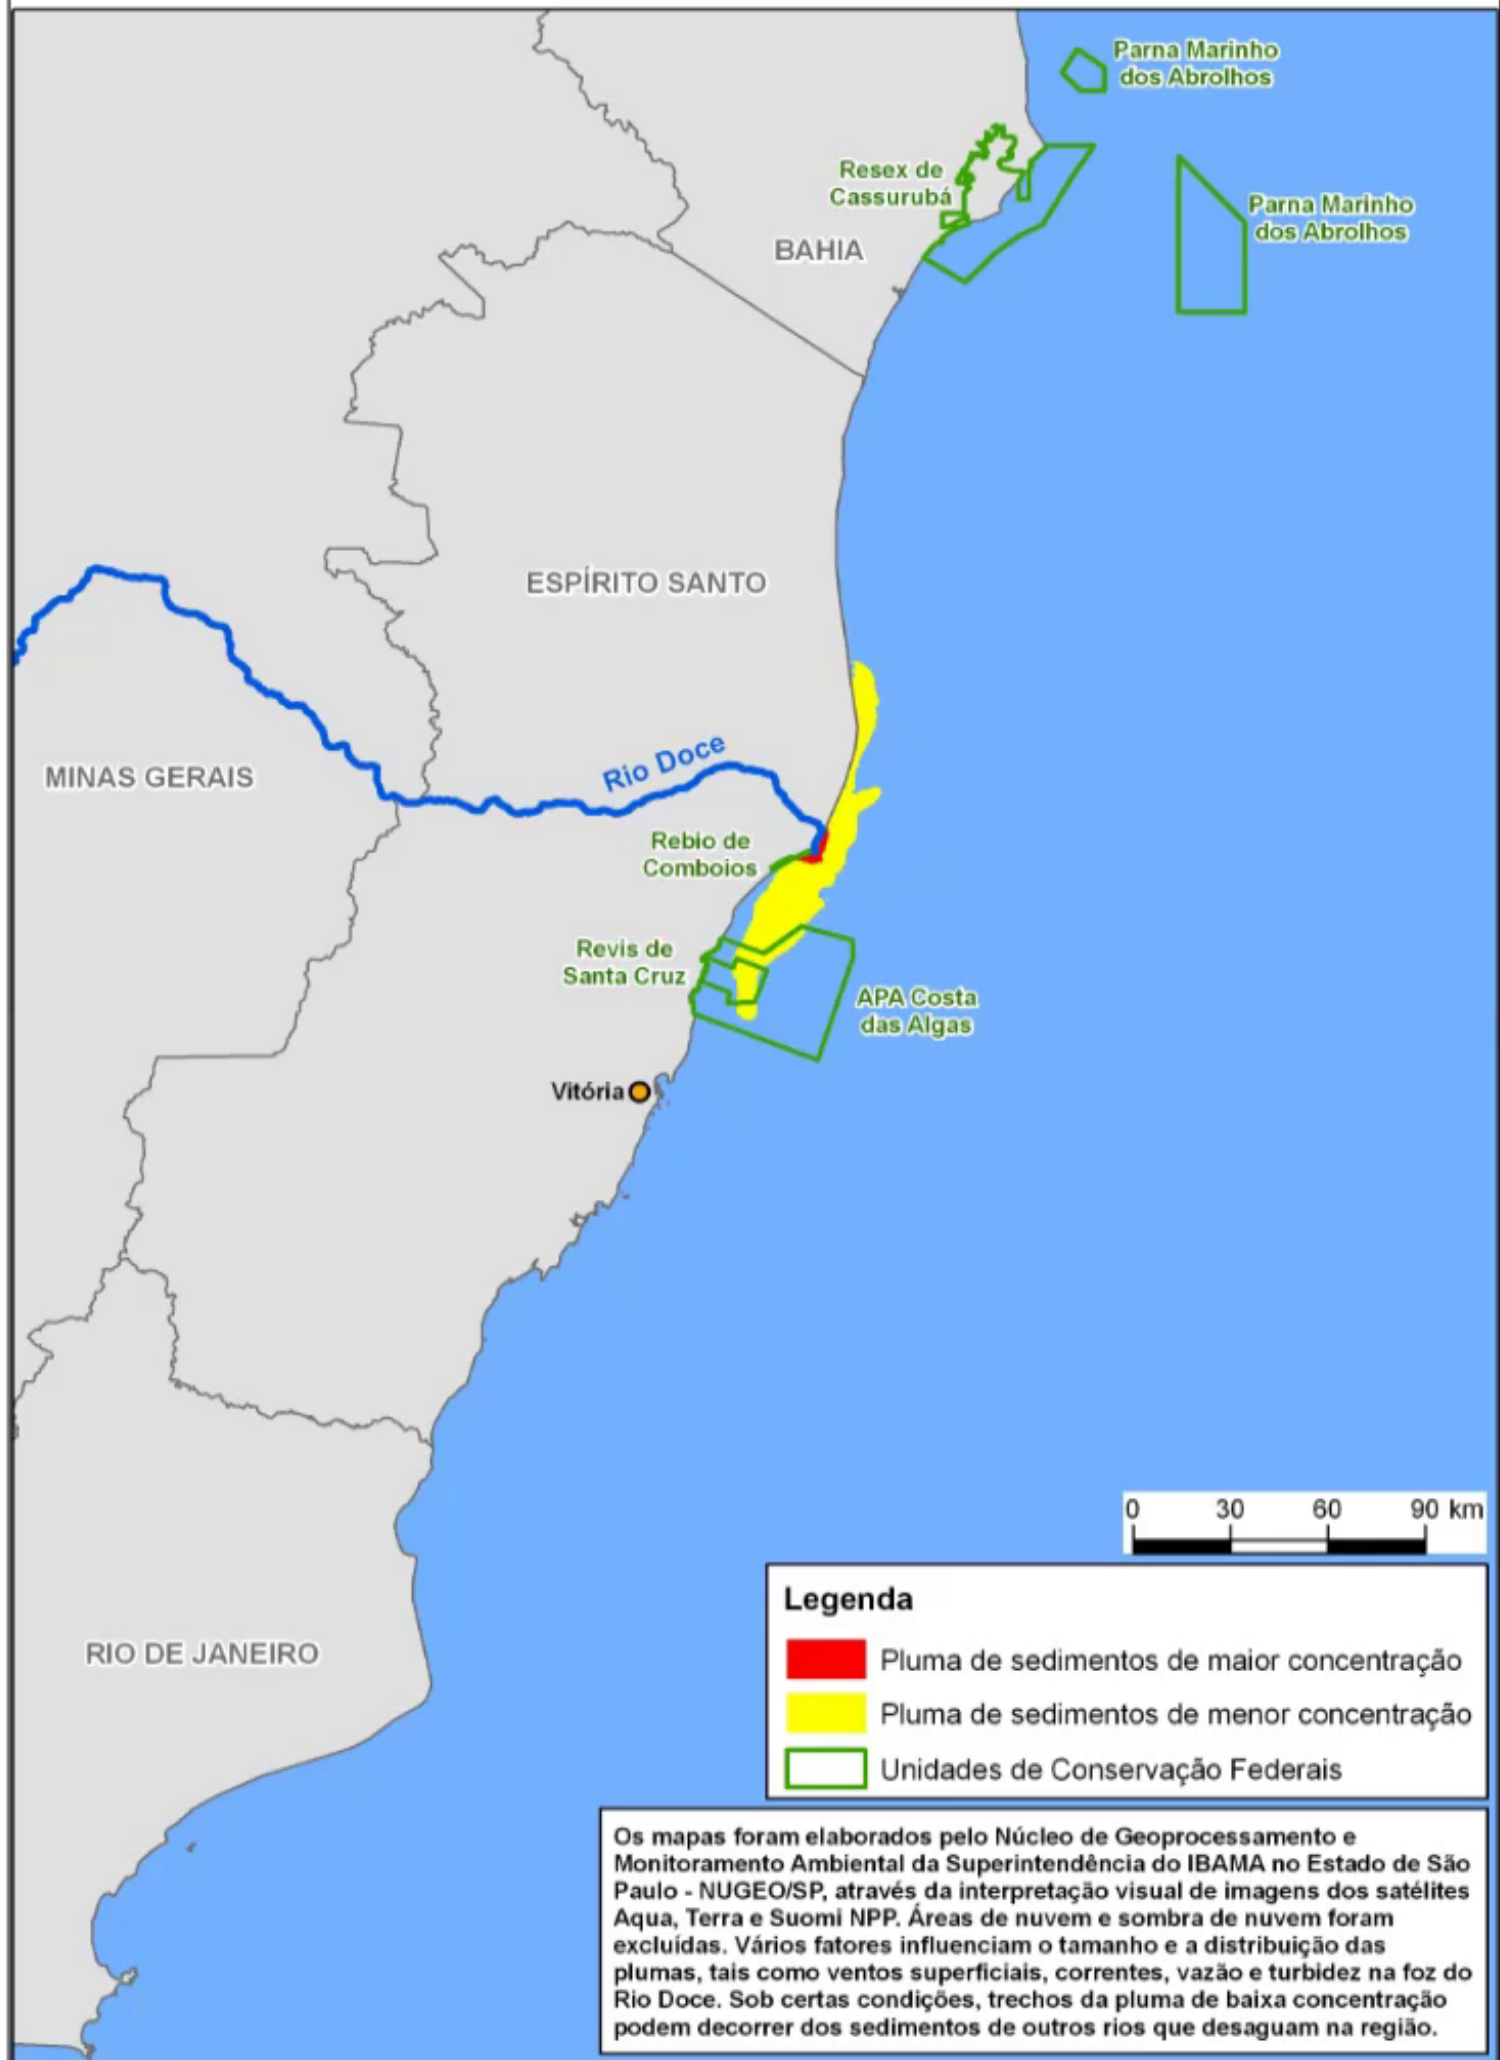 Parna Marinho
dos Abrolhos
Resex de
Cassurubá
Parna Marinho
dos Abrolhos
BAHIA
ESPÍRITO SANTO
MINAS GERAIS
Rio Doce
Rebio de
Comboios
Revis de
Santa Cruz
APA Costa
das Algas
Vitória
RIO DE JANEIRO
0 30 60 90 km
Legenda
Pluma de sedimentos de maior concentração
Pluma de sedimentos de menor concentração
Unidades de Conservação Federais
Os mapas foram elaborados pelo Núcleo de Geoprocessamento e
Monitoramento Ambiental da Superintendência do IBAMA no Estado de São
Paulo - NUGEO/SP, através da interpretação visual de imagens dos satélites
Aqua, Terra e Suomi NPP. Áreas de nuvem e sombra de nuvem foram
excluídas. Vários fatores influenciam o tamanho e a distribuição das
plumas, tais como ventos superficiais, correntes, vazão e turbidez na foz do
Rio Doce. Sob certas condições, trechos da pluma de baixa concentração
podem decorrer dos sedimentos de outros rios que desaguam na região.